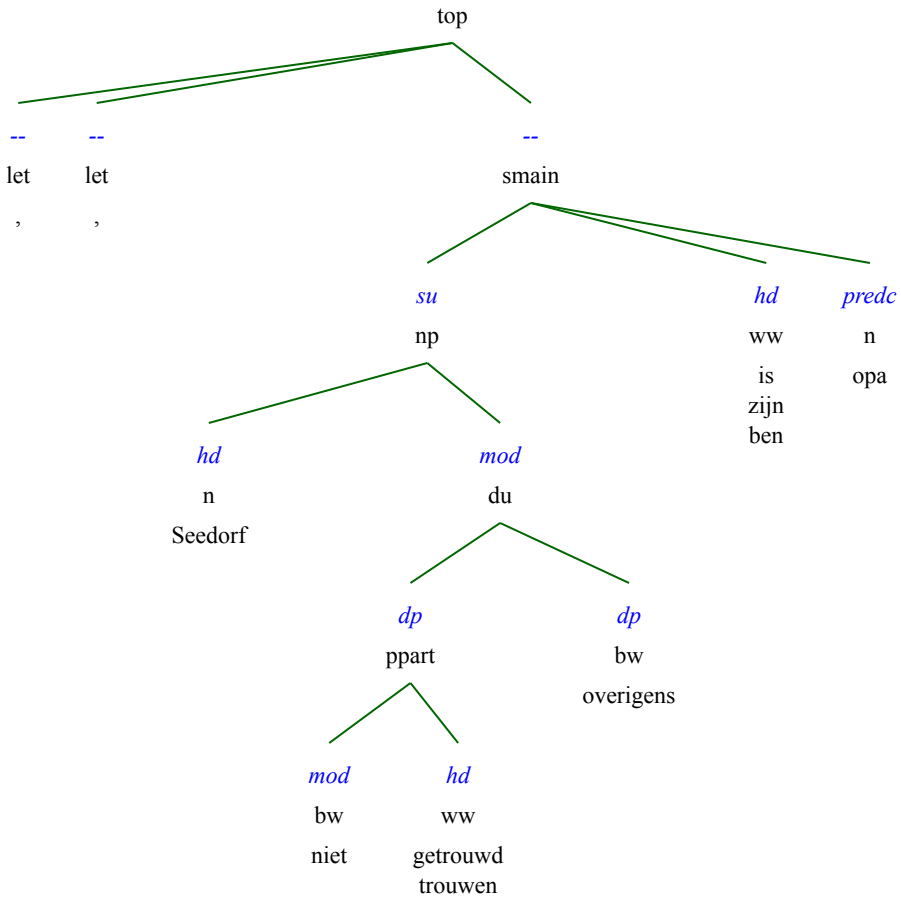 top
-- -- --
let let smain
, ,
su hd predc
np ww n
is opa
zijn
ben
hd mod
n du
Seedorf
dp dp
ppart bw
overigens
mod hd
bw ww
niet getrouwd
trouwen